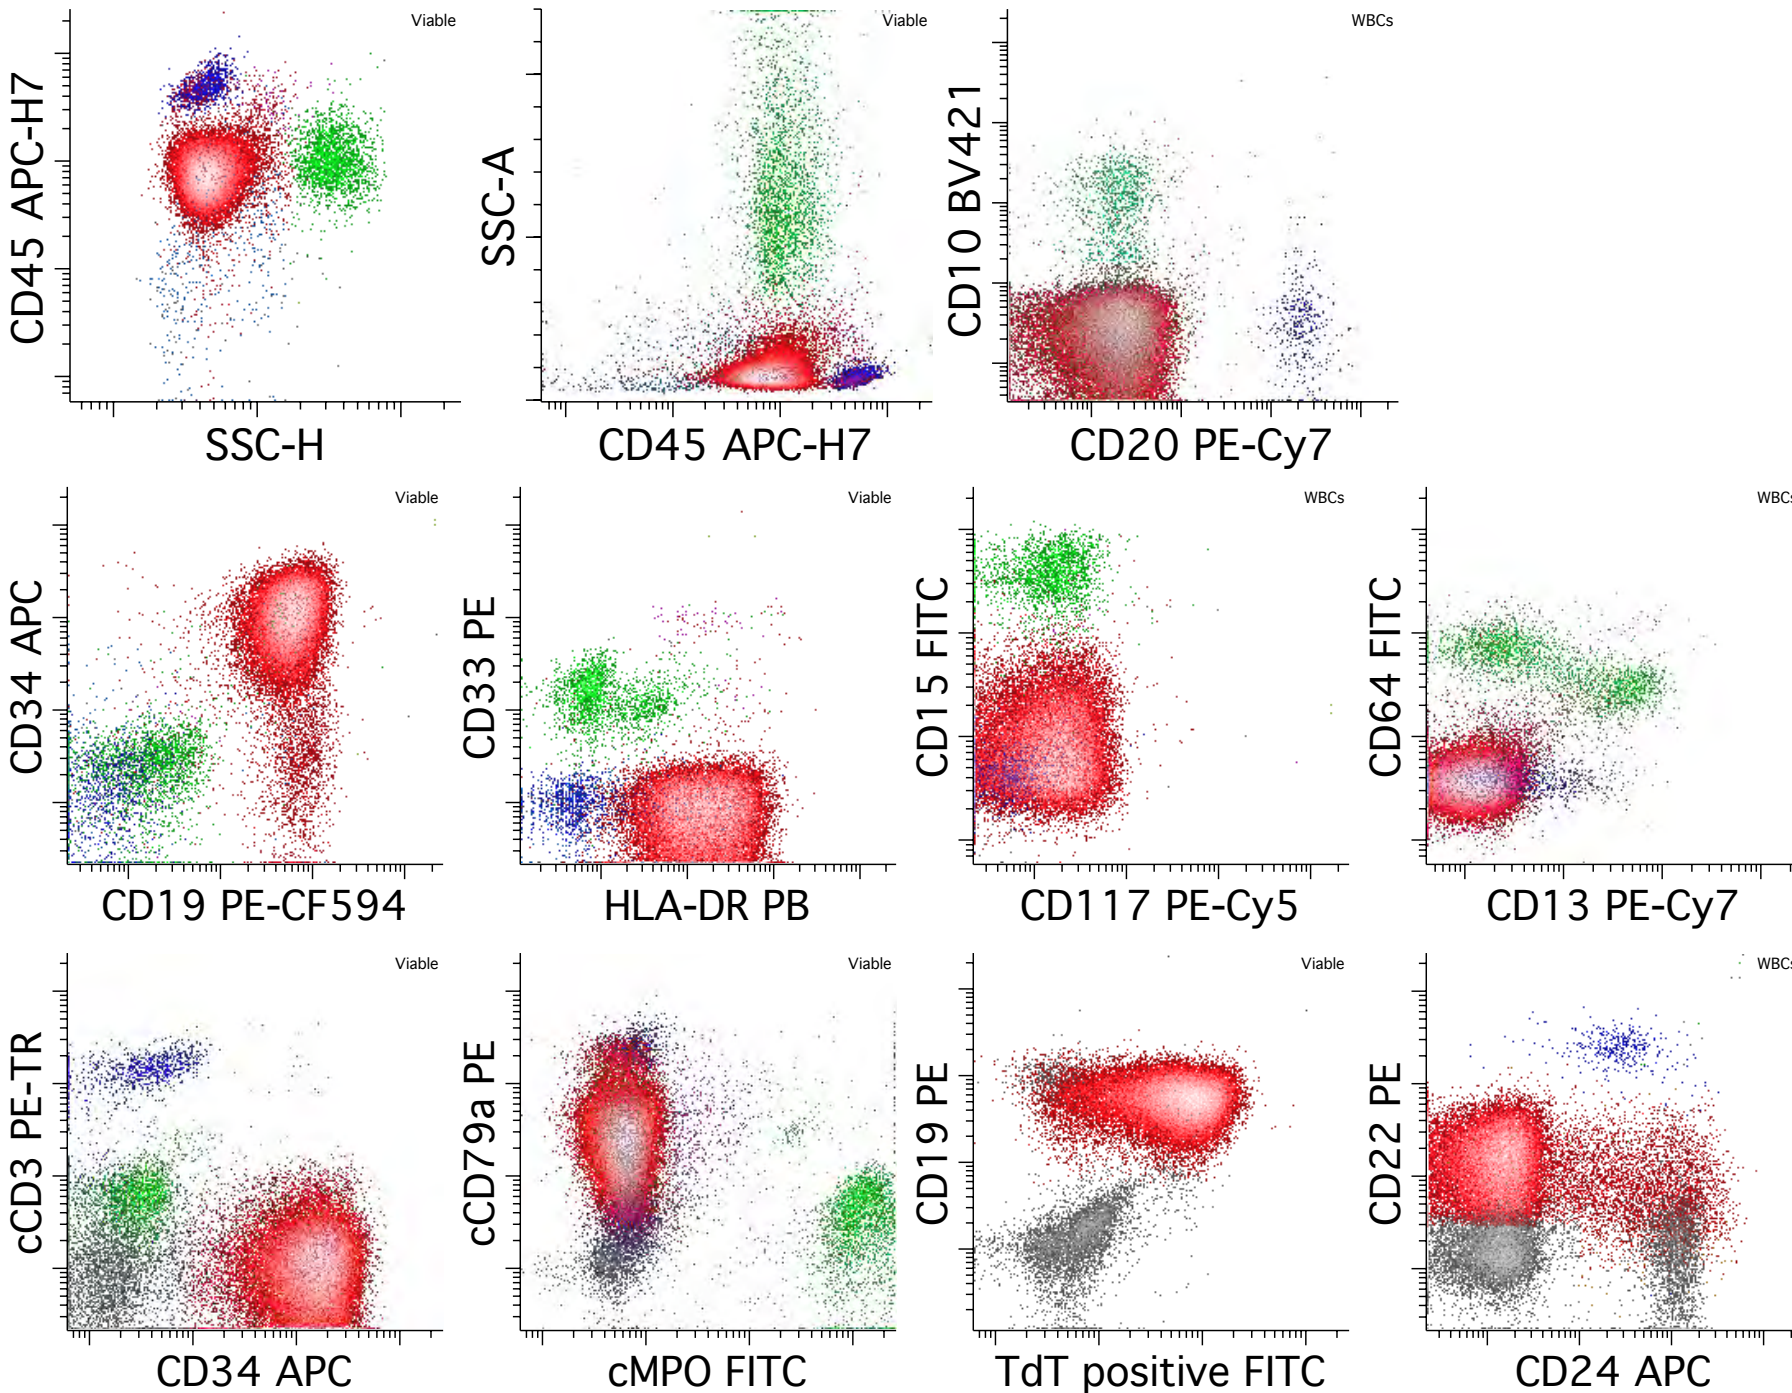 Viable
CD45 APC-H7
SSC-H
Viable
SSC-A
CD45 APC-H7
WBCs
CD10 BV421
CD20 PE-Cy7
Viable
CD34 APC
CD19 PE-CF594
Viable
CD33 PE
HLA-DR PB
WBCs
CD15 FITC
CD117 PE-Cy5
WBCs
CD64 FITC
CD13 PE-Cy7
Viable
cCD3 PE-TR
CD34 APC
Viable
cCD79a PE
cMPO FITC
Viable
CD19 PE
TdT positive FITC
WBCs
CD22 PE
CD24 APC